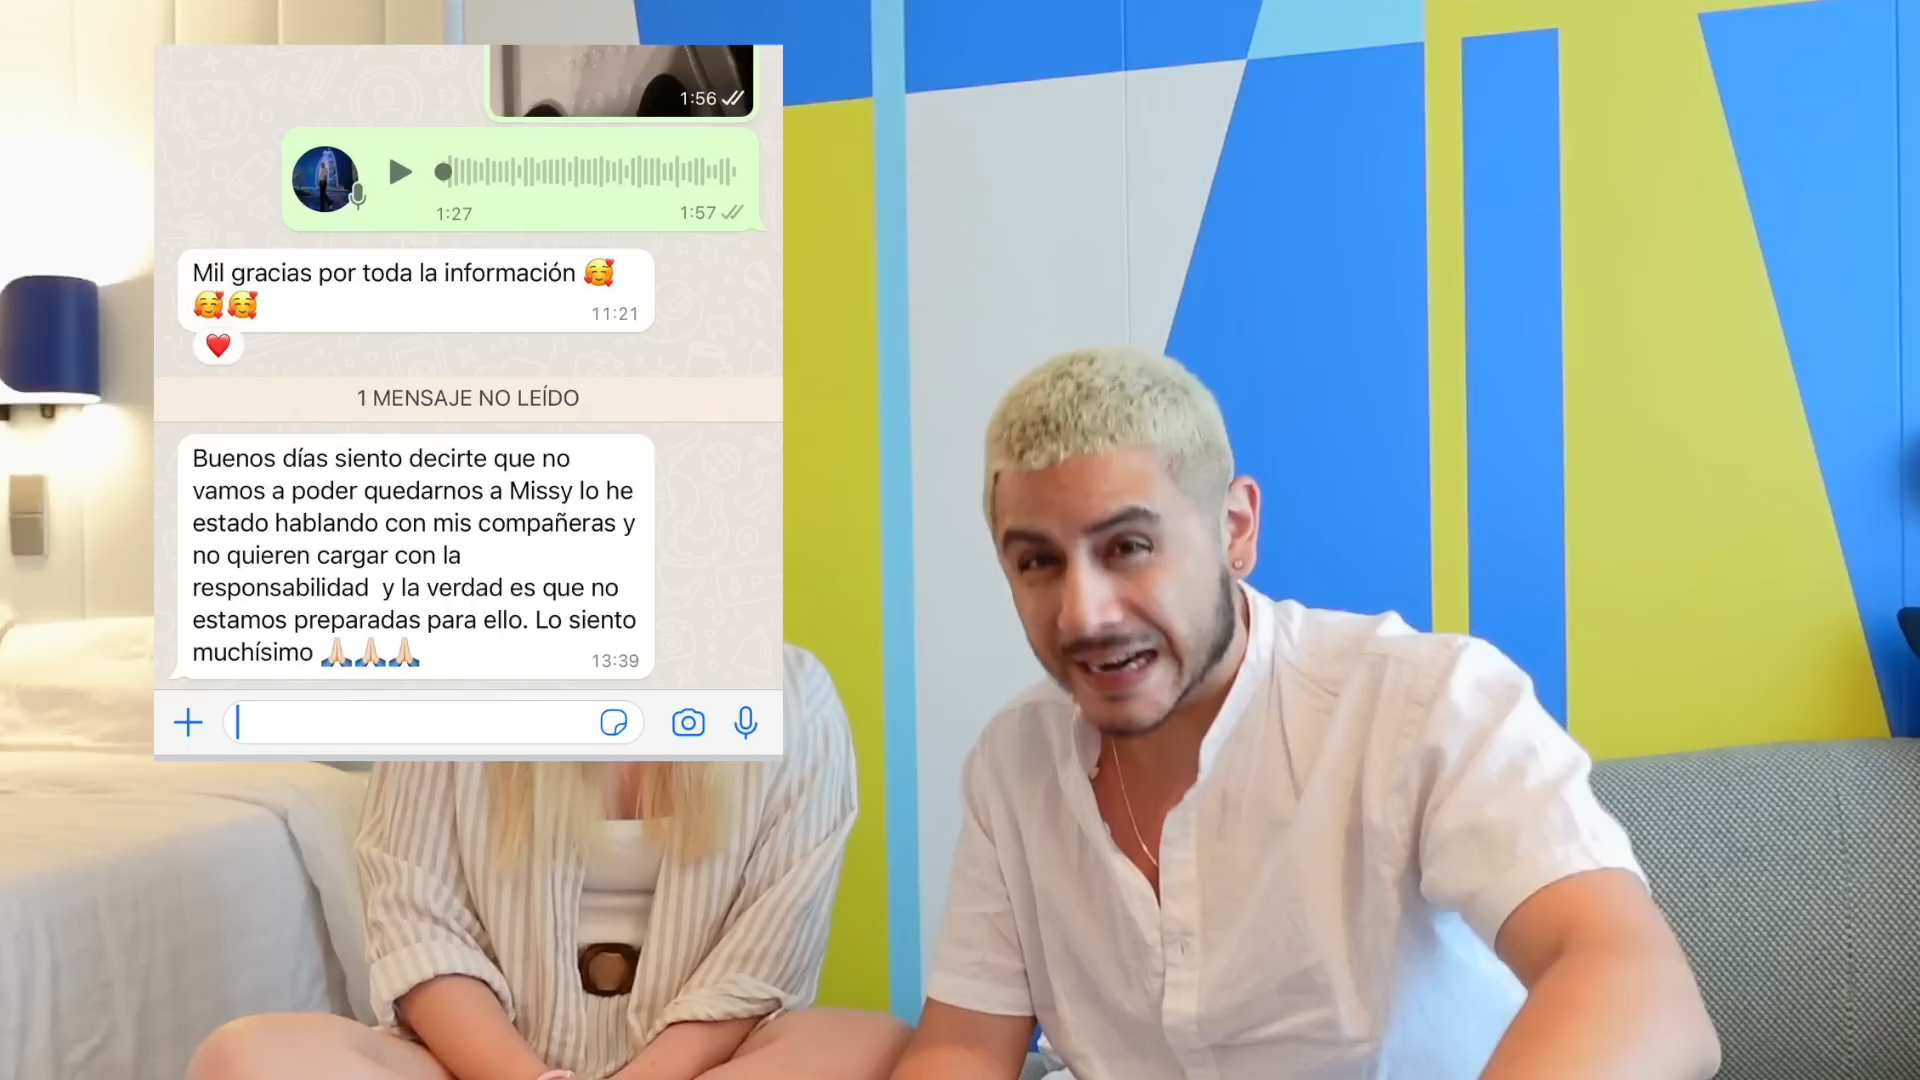 1:56
1:27
1:57
Mil gracias por toda la información 🥰
🥰🥰
11:21
❤️
1 MENSAJE NO LEÍDO
Buenos días siento decirte que no
vamos a poder quedarnos a Missy lo he
estado hablando con mis compañeras y
no quieren cargar con la
responsabilidad  y la verdad es que no
estamos preparadas para ello. Lo siento
muchísimo 🙏🏻🙏🏻🙏🏻
13:39